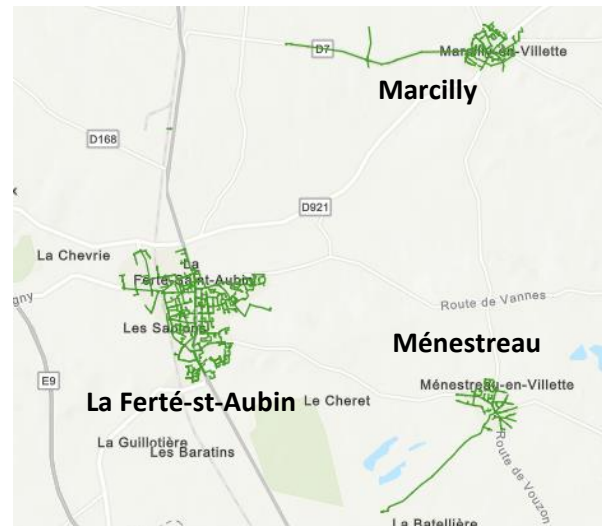 D7
Marcilly-en-Villette
Marcilly
D168
x
D921
La Chevrie
La
Ferté-Saint-Aubin
gny
Route de Vannes
Les Sablons
Ménestreau
E9
Ménestreau-en-Villette
La Ferté-st-Aubin
Le Cheret
La Guillotière
Les Baratins
Route de Vouzon
La Batellière